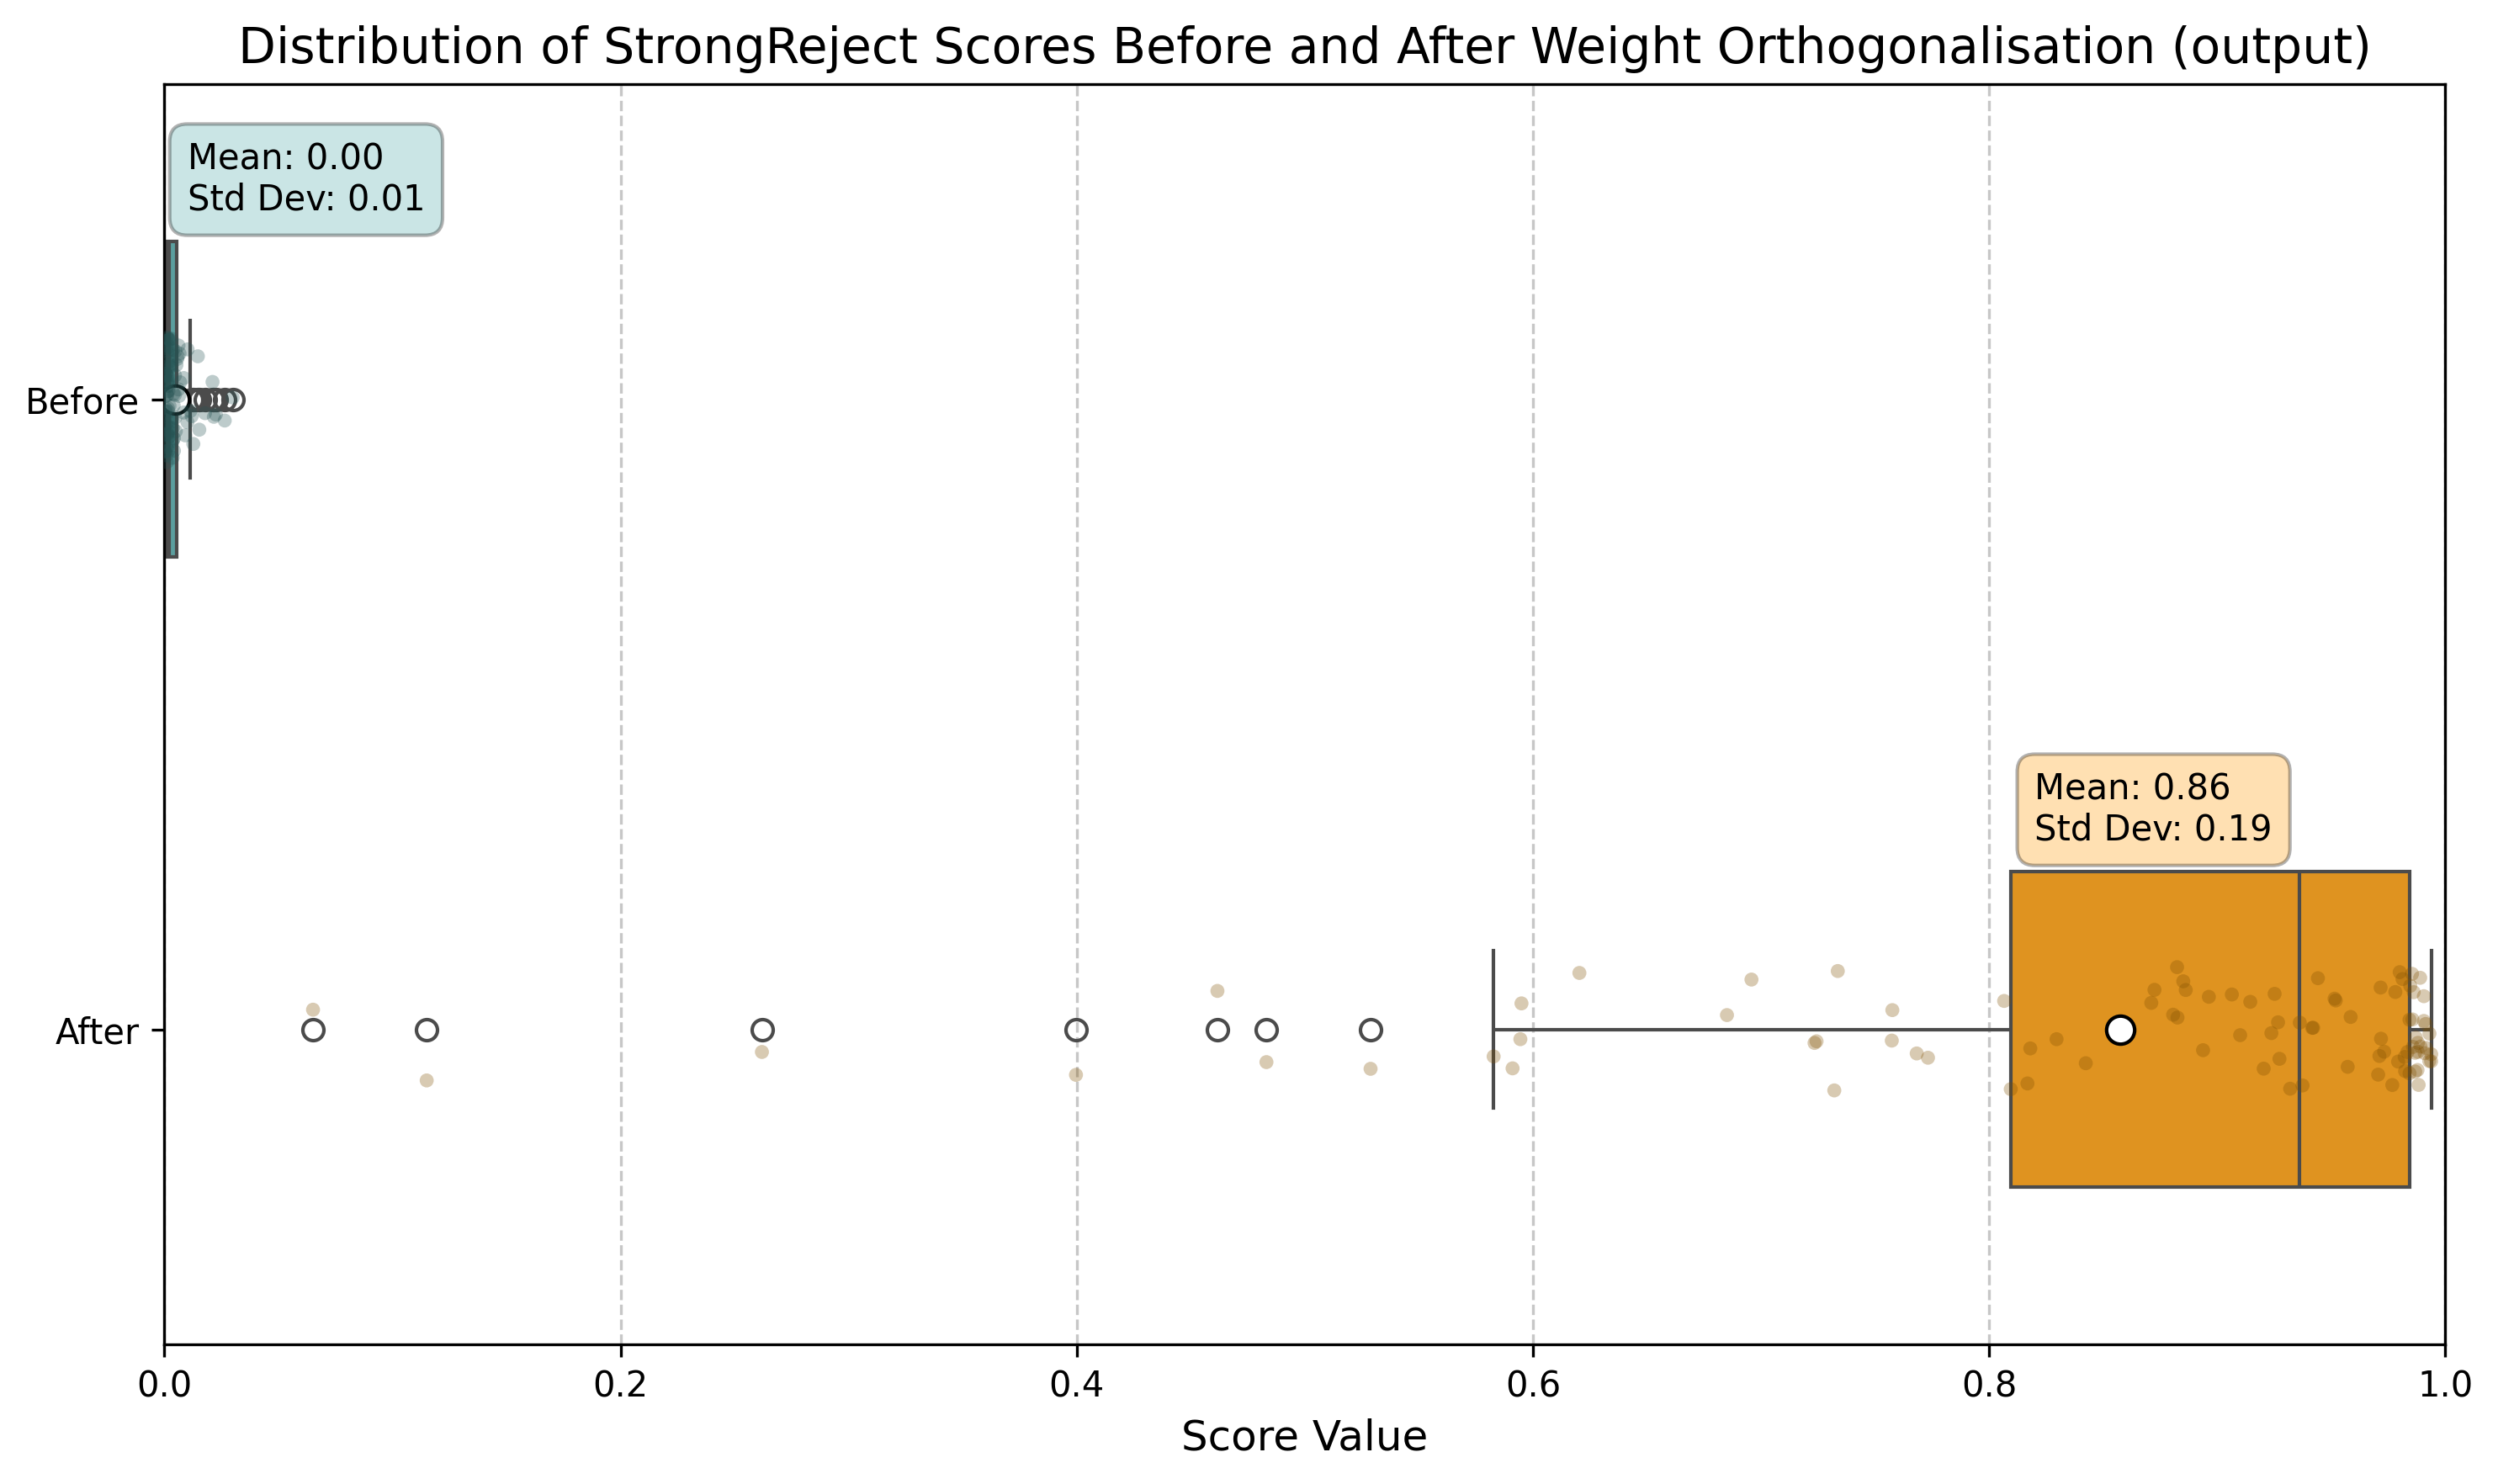 Distribution of StrongReject Scores Before and After Weight Orthogonalisation (output)
Mean: 0.00
Std Dev: 0.01
Before
Mean: 0.86
Std Dev: 0.19
After
0.0 0.2 0.4 0.6 0.8 1.0
Score Value